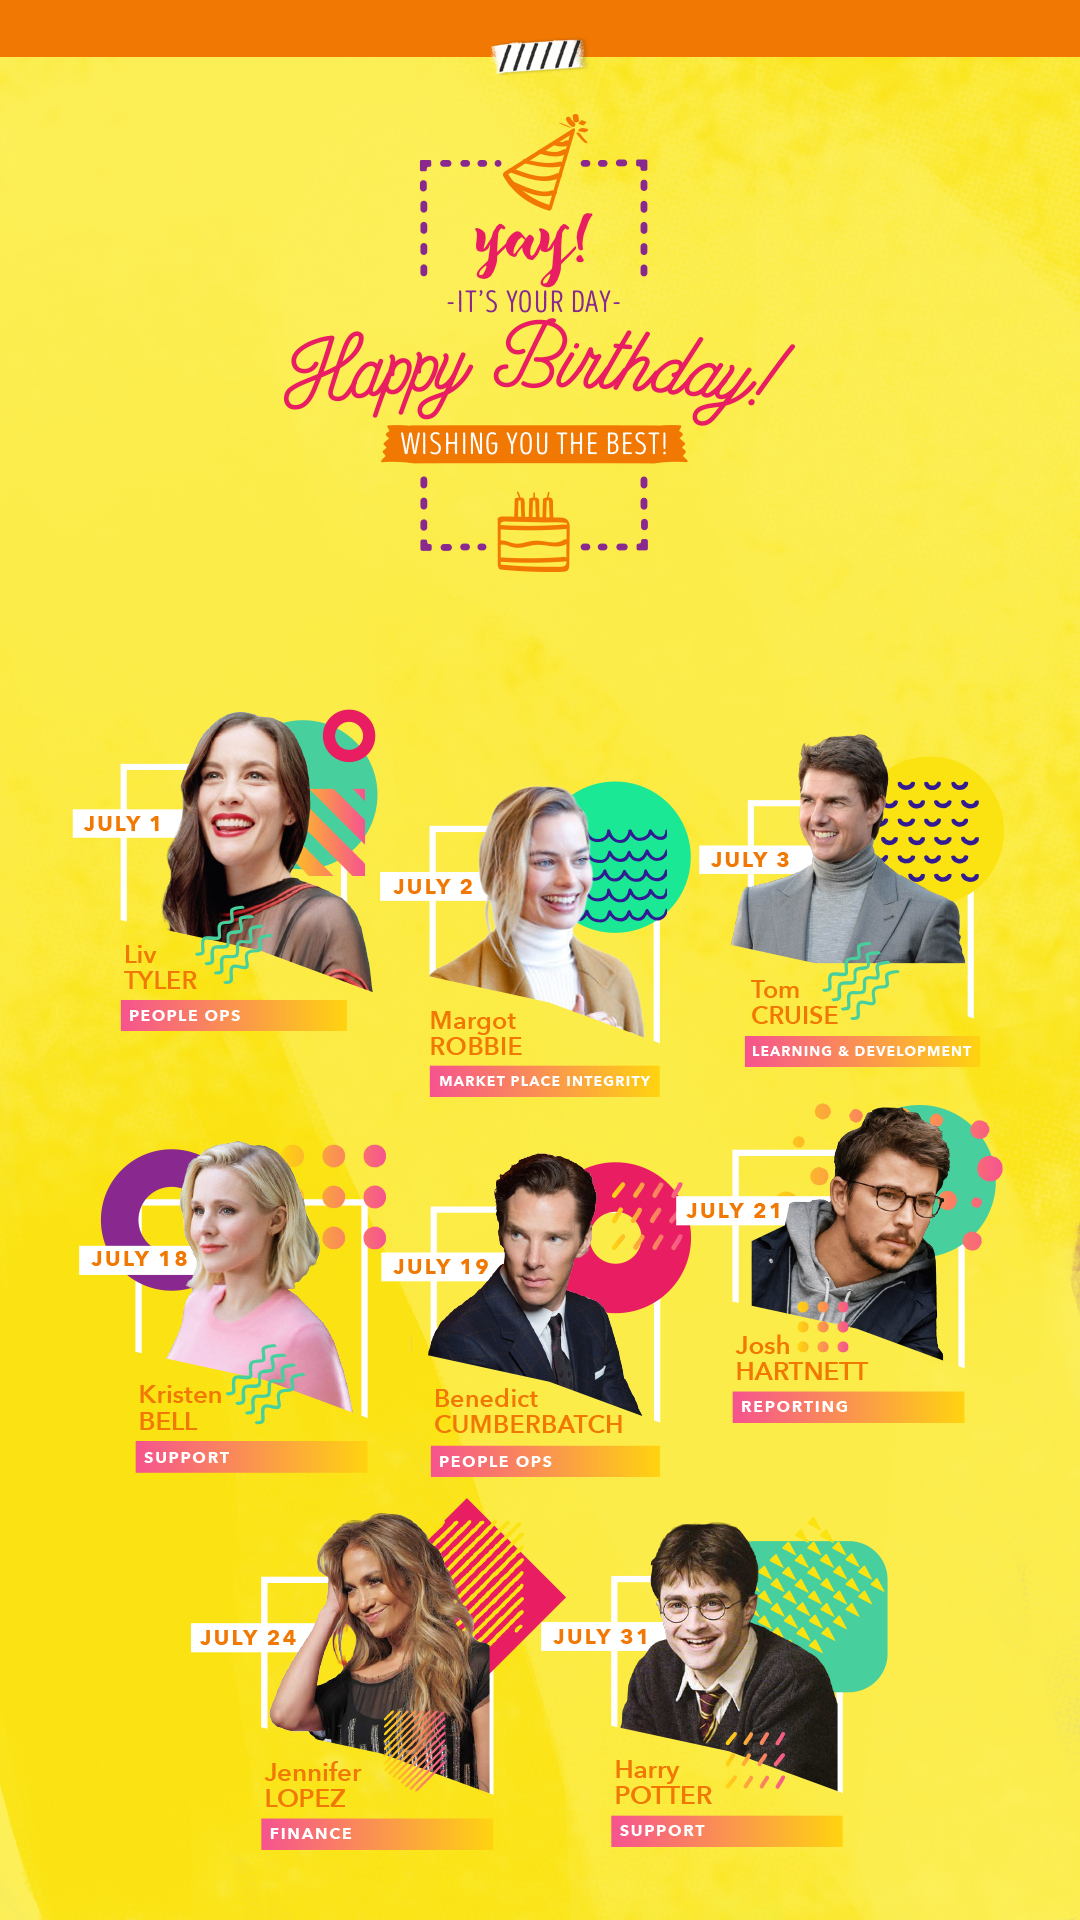 yay!
-IT'S YOUR DAY-
Happy Birthday!
WISHING YOU THE BEST!
JULY 1
Liv
TYLER
PEOPLE OPS
JULY 2
Margot
ROBBIE
MARKET PLACE INTEGRITY
JULY 3
Tom
CRUISE
LEARNING & DEVELOPMENT
JULY 18
Kristen
BELL
SUPPORT
JULY 19
Benedict
CUMBERBATCH
PEOPLE OPS
JULY 21
Josh
HARTNETT
REPORTING
JULY 24
Jennifer
LOPEZ
FINANCE
JULY 31
Harry
POTTER
SUPPORT